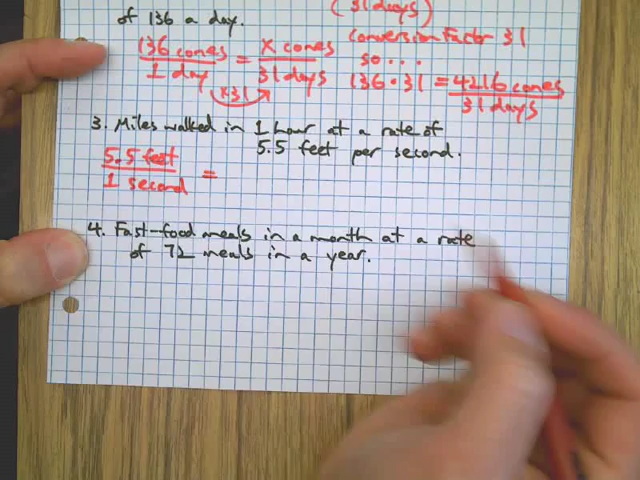 (31 days)
of 136 a day.
Conversion Factor 31
136 cones / 1 day = x cones / 31 days
so...
x31
136 · 31 = 4216 cones / 31 days
3. Miles walked in 1 hour at a rate of
5.5 feet per second.
5.5 feet / 1 second =
4. Fast-food meals in a month at a rate
of 72 meals in a year.